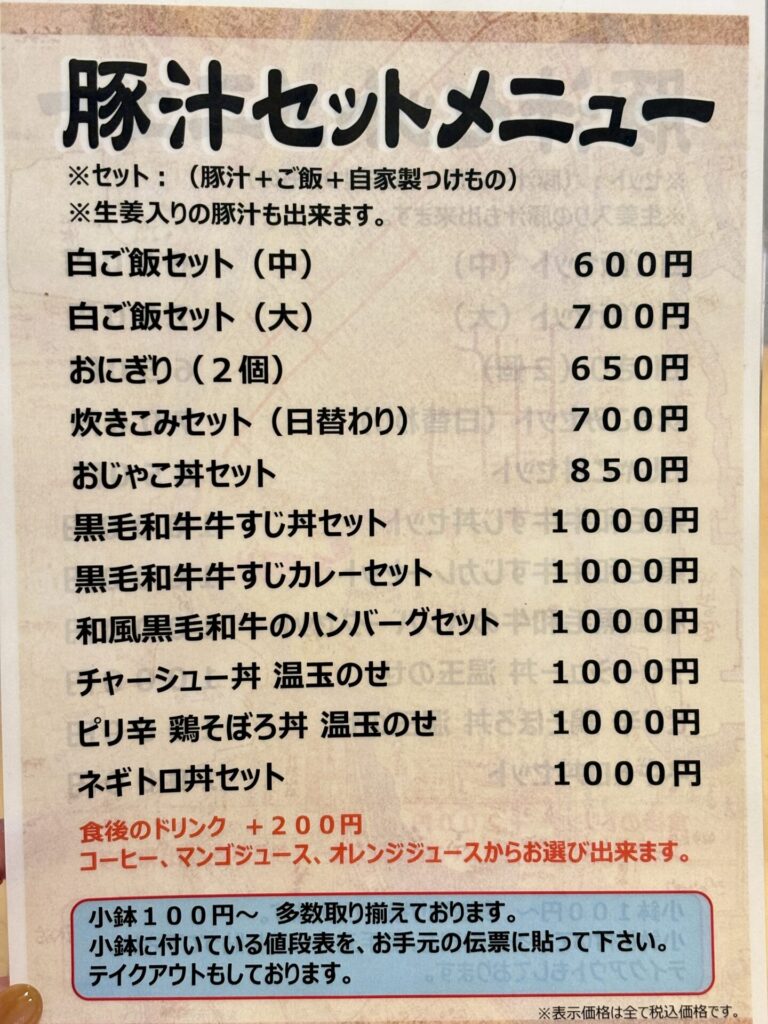 豚汁セットメニュー
※セット：（豚汁＋ご飯＋自家製つけもの）
※生姜入りの豚汁も出来ます。
白ご飯セット（中） ６００円
白ご飯セット（大） ７００円
おにぎり（２個） ６５０円
炊きこみセット（日替わり） ７００円
おじゃこ丼セット ８５０円
黒毛和牛牛すじ丼セット １０００円
黒毛和牛牛すじカレーセット １０００円
和風黒毛和牛のハンバーグセット １０００円
チャーシュー丼 温玉のせ １０００円
ピリ辛 鶏そぼろ丼 温玉のせ １０００円
ネギトロ丼セット １０００円
食後のドリンク ＋２００円
コーヒー、マンゴジュース、オレンジジュースからお選び出来ます。
小鉢１００円～ 多数取り揃えております。
小鉢に付いている値段表を、お手元の伝票に貼って下さい。
テイクアウトもしております。
※表示価格は全て税込価格です。